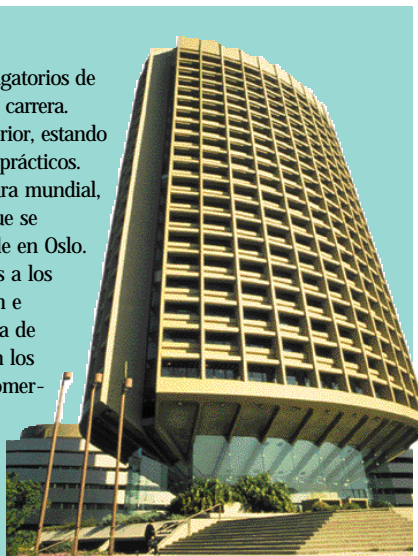 gatorios de
carrera.
rior, estando
prácticos.
ra mundial,
ue se
le en Oslo.
s a los
n e
a de
n los
omer-